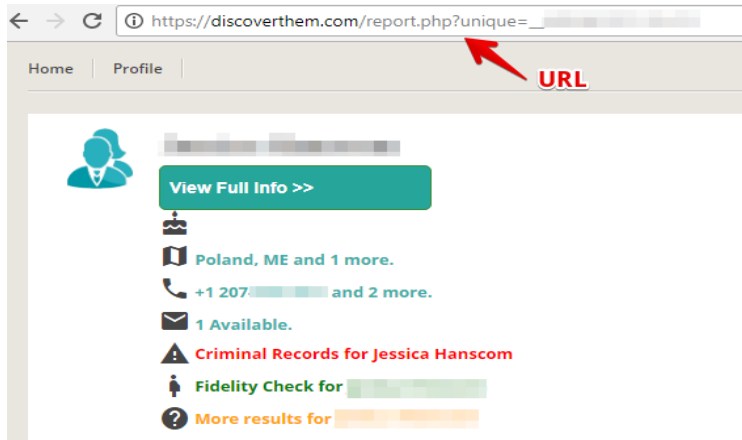 https://discoverthem.com/report.php?unique=__
URL
Home Profile
View Full Info >>
Poland, ME and 1 more.
+1 207- and 2 more.
1 Available.
Criminal Records for Jessica Hanscom
Fidelity Check for
More results for